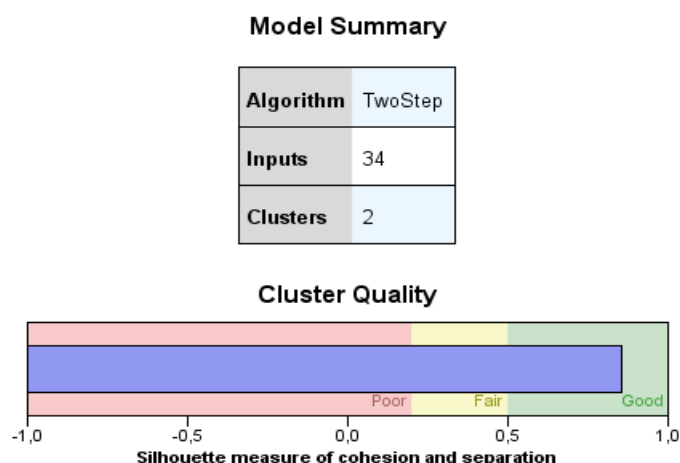 Model Summary
Algorithm TwoStep
Inputs 34
Clusters 2
Cluster Quality
Poor Fair Good
-1,0 -0,5 0,0 0,5 1,0
Silhouette measure of cohesion and separation